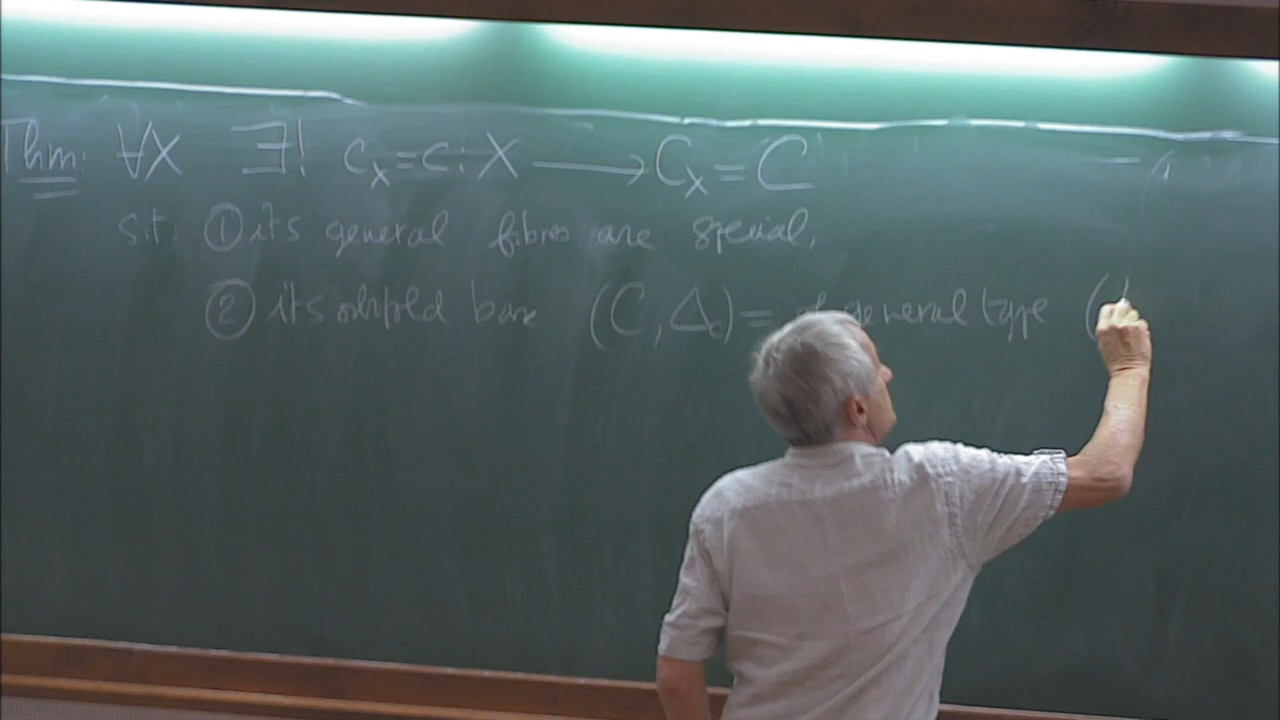 Thm: ∀X ∃! c_X = c : X ⟶ C_X = C
s.t. ① its general fibres are special,
② its orbifold base (C, Δ_c) = of general type (